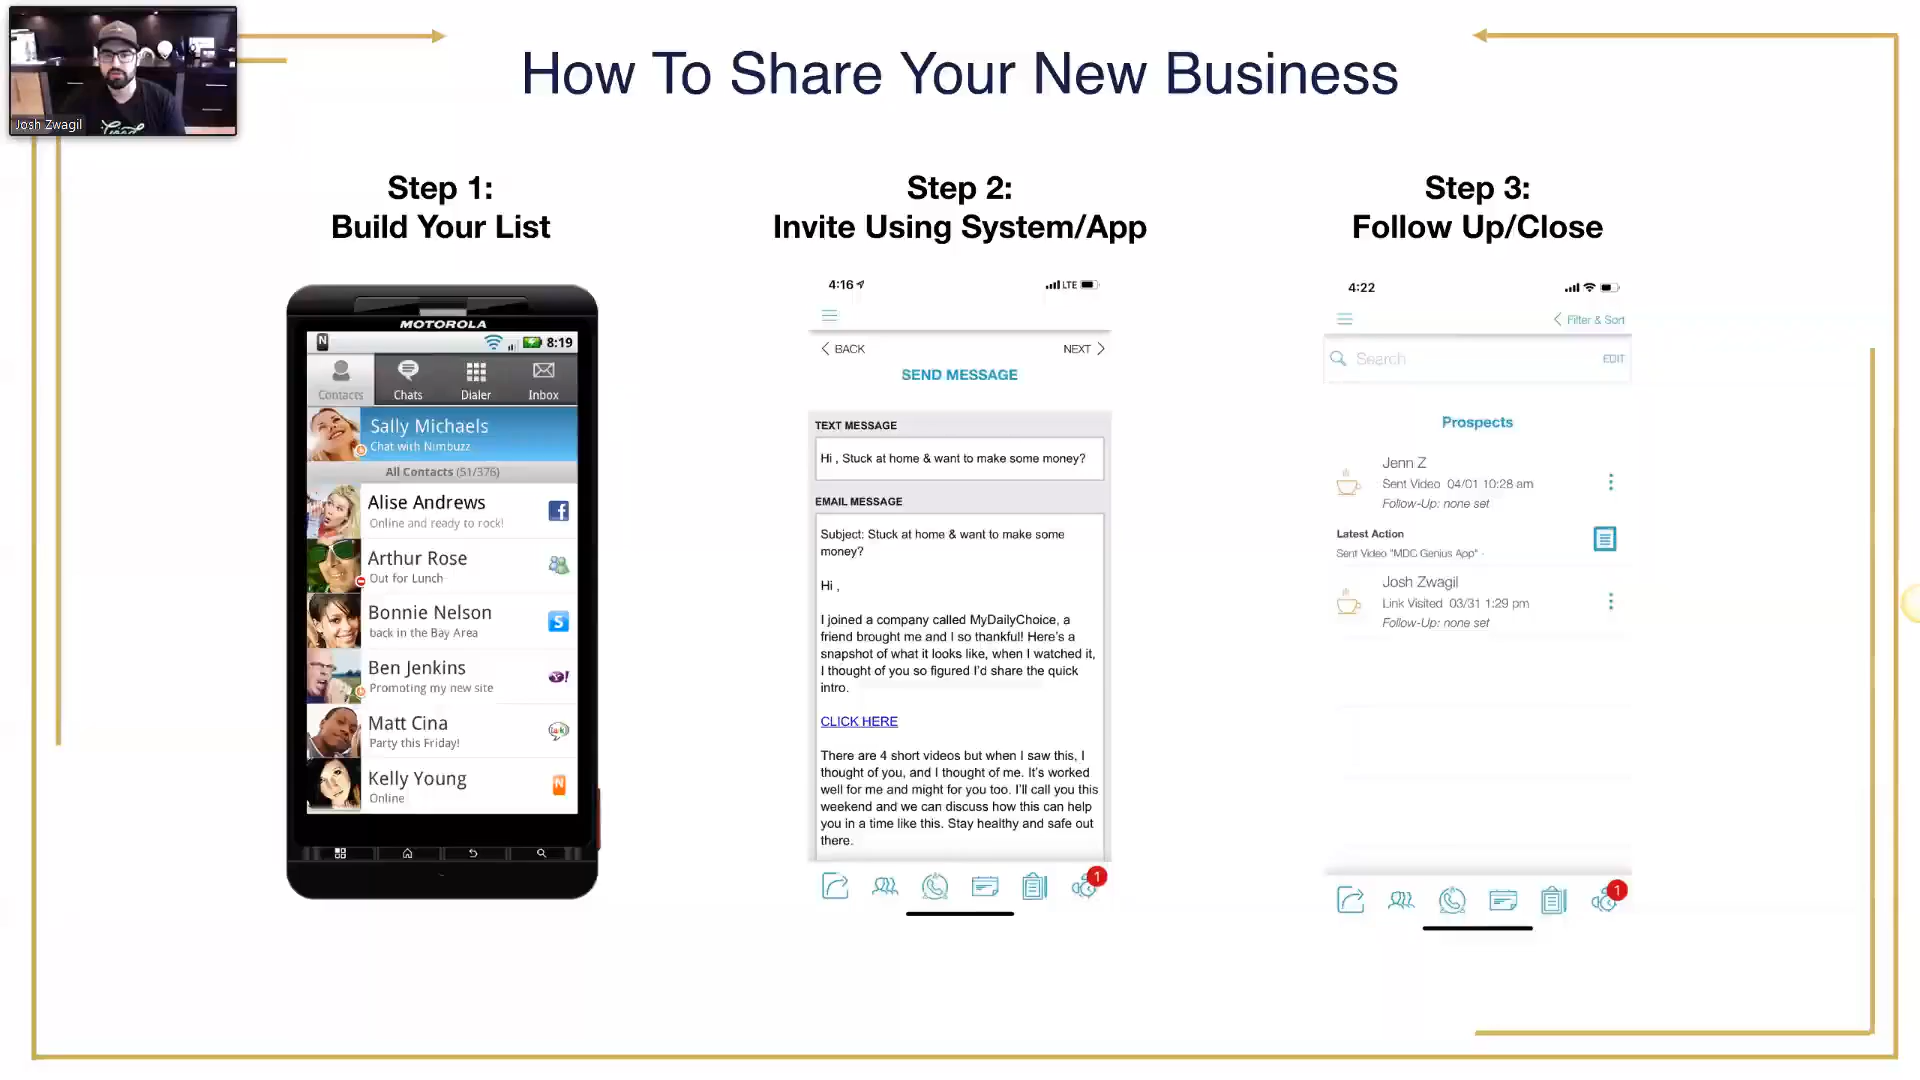 Josh Zwagil
How To Share Your New Business
Step 1:
Build Your List
MOTOROLA
8:19
Contacts
Chats
Dialer
Inbox
Sally Michaels
Chat with Nimbuzz
All Contacts (51/376)
Alise Andrews
Online and ready to rock!
Arthur Rose
Out for Lunch
Bonnie Nelson
back in the Bay Area
Ben Jenkins
Promoting my new site
Matt Cina
Party this Friday!
Kelly Young
Online
Step 2:
Invite Using System/App
4:16
LTE
BACK
NEXT
SEND MESSAGE
TEXT MESSAGE
Hi , Stuck at home & want to make some money?
EMAIL MESSAGE
Subject: Stuck at home & want to make some
money?
Hi ,
I joined a company called MyDailyChoice, a
friend brought me and I so thankful! Here's a
snapshot of what it looks like, when I watched it,
I thought of you so figured I'd share the quick
intro.
CLICK HERE
There are 4 short videos but when I saw this, I
thought of you, and I thought of me. It's worked
well for me and might for you too. I'll call you this
weekend and we can discuss how this can help
you in a time like this. Stay healthy and safe out
there.
1
Step 3:
Follow Up/Close
4:22
Filter & Sort
Search
EDIT
Prospects
Jenn Z
Sent Video 04/01 10:28 am
Follow-Up: none set
Latest Action
Sent Video "MDC Genius App" -
Josh Zwagil
Link Visited 03/31 1:29 pm
Follow-Up: none set
1